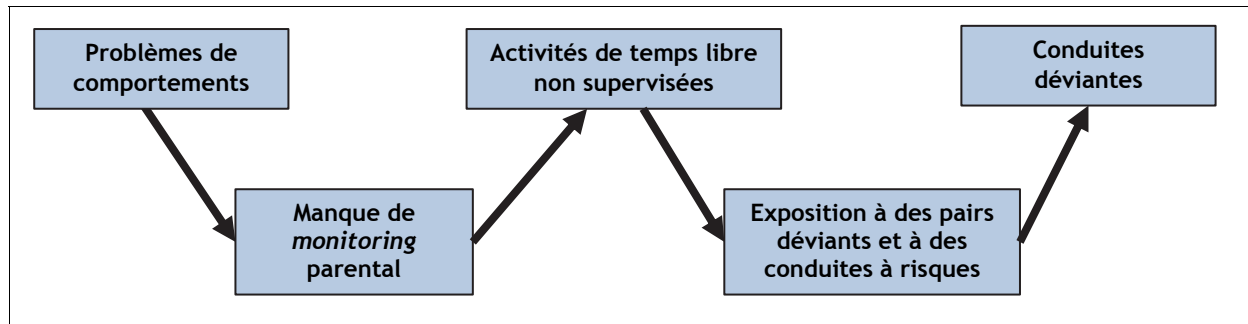 Problèmes de
comportements
Manque de
monitoring
parental
Activités de temps libre
non supervisées
Exposition à des pairs
déviants et à des
conduites à risques
Conduites
déviantes